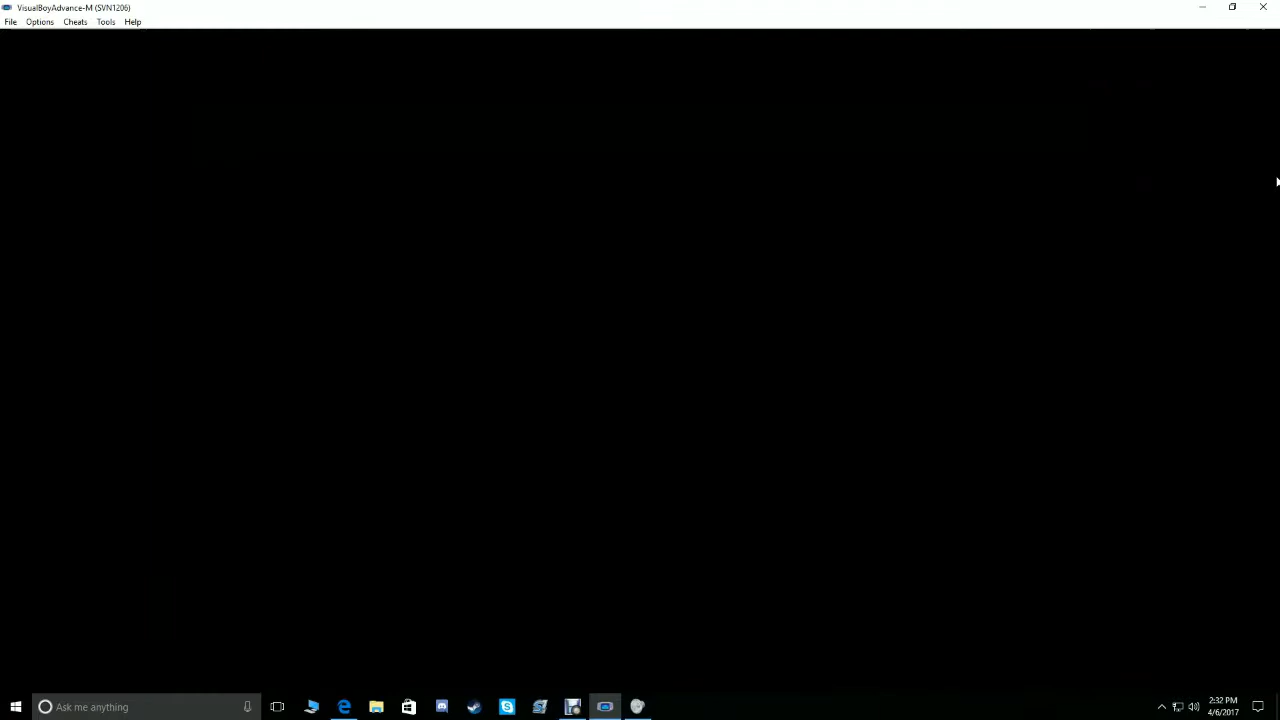 VisualBoyAdvance-M (SVN1206)
File Options Cheats Tools Help
Ask me anything
2:32 PM
4/6/2017